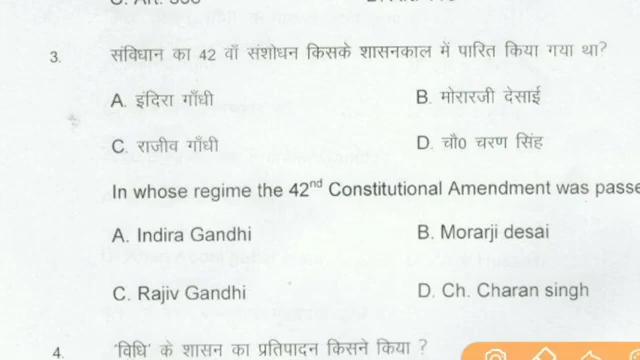 3. संविधान का 42 वाँ संशोधन किसके शासनकाल में पारित किया गया था?
A. इंदिरा गाँधी B. मोरारजी देसाई
C. राजीव गाँधी D. चौ0 चरण सिंह
In whose regime the 42nd Constitutional Amendment was passe
A. Indira Gandhi B. Morarji desai
C. Rajiv Gandhi D. Ch. Charan singh
4. 'विधि' के शासन का प्रतिपादन किसने किया ?